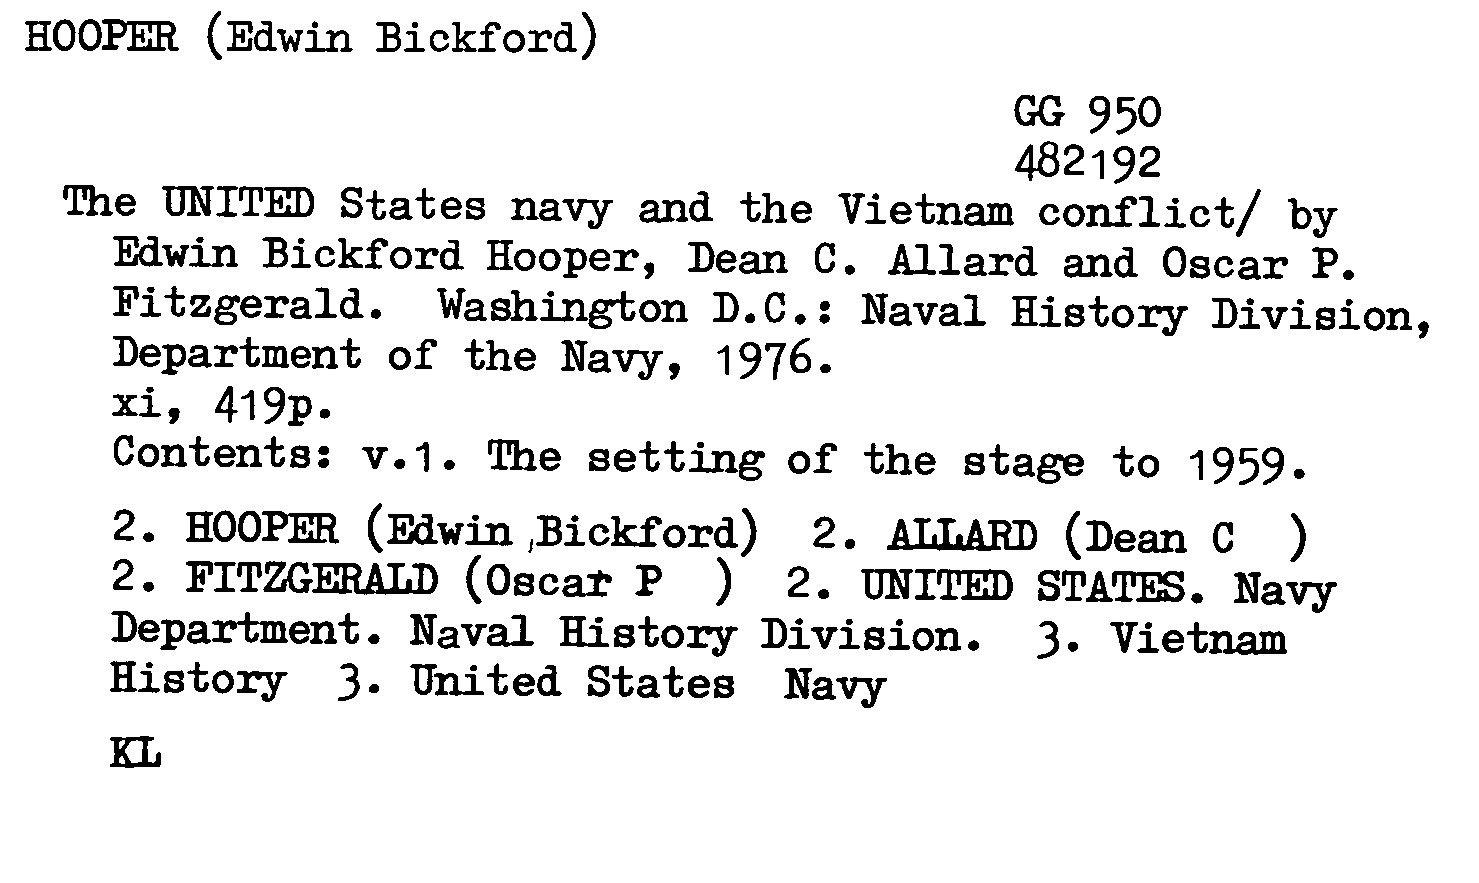 HOOPER (Edwin Bickford)
GG 950
482192
The UNITED States navy and the Vietnam conflict/ by
Edwin Bickford Hooper, Dean C. Allard and Oscar P.
Fitzgerald. Washington D.C.: Naval History Division,
Department of the Navy, 1976.
xi, 419p.
Contents: v.1. The setting of the stage to 1959.
2. HOOPER (Edwin Bickford) 2. ALLARD (Dean C )
2. FITZGERALD (Oscar P ) 2. UNITED STATES. Navy
Department. Naval History Division. 3. Vietnam
History 3. United States Navy
KL